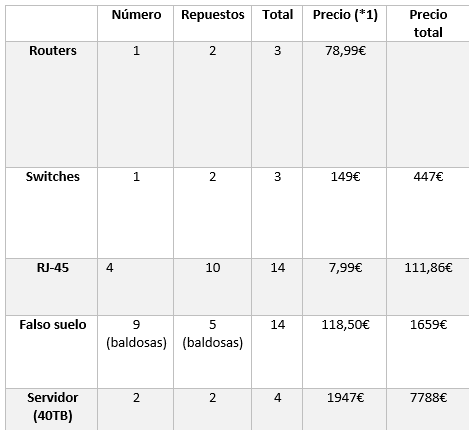 Número Repuestos Total Precio (*1) Precio
total
Routers 1 2 3 78,99€
Switches 1 2 3 149€ 447€
RJ-45 4 10 14 7,99€ 111,86€
Falso suelo 9 5 14 118,50€ 1659€
(baldosas) (baldosas)
Servidor 2 2 4 1947€ 7788€
(40TB)